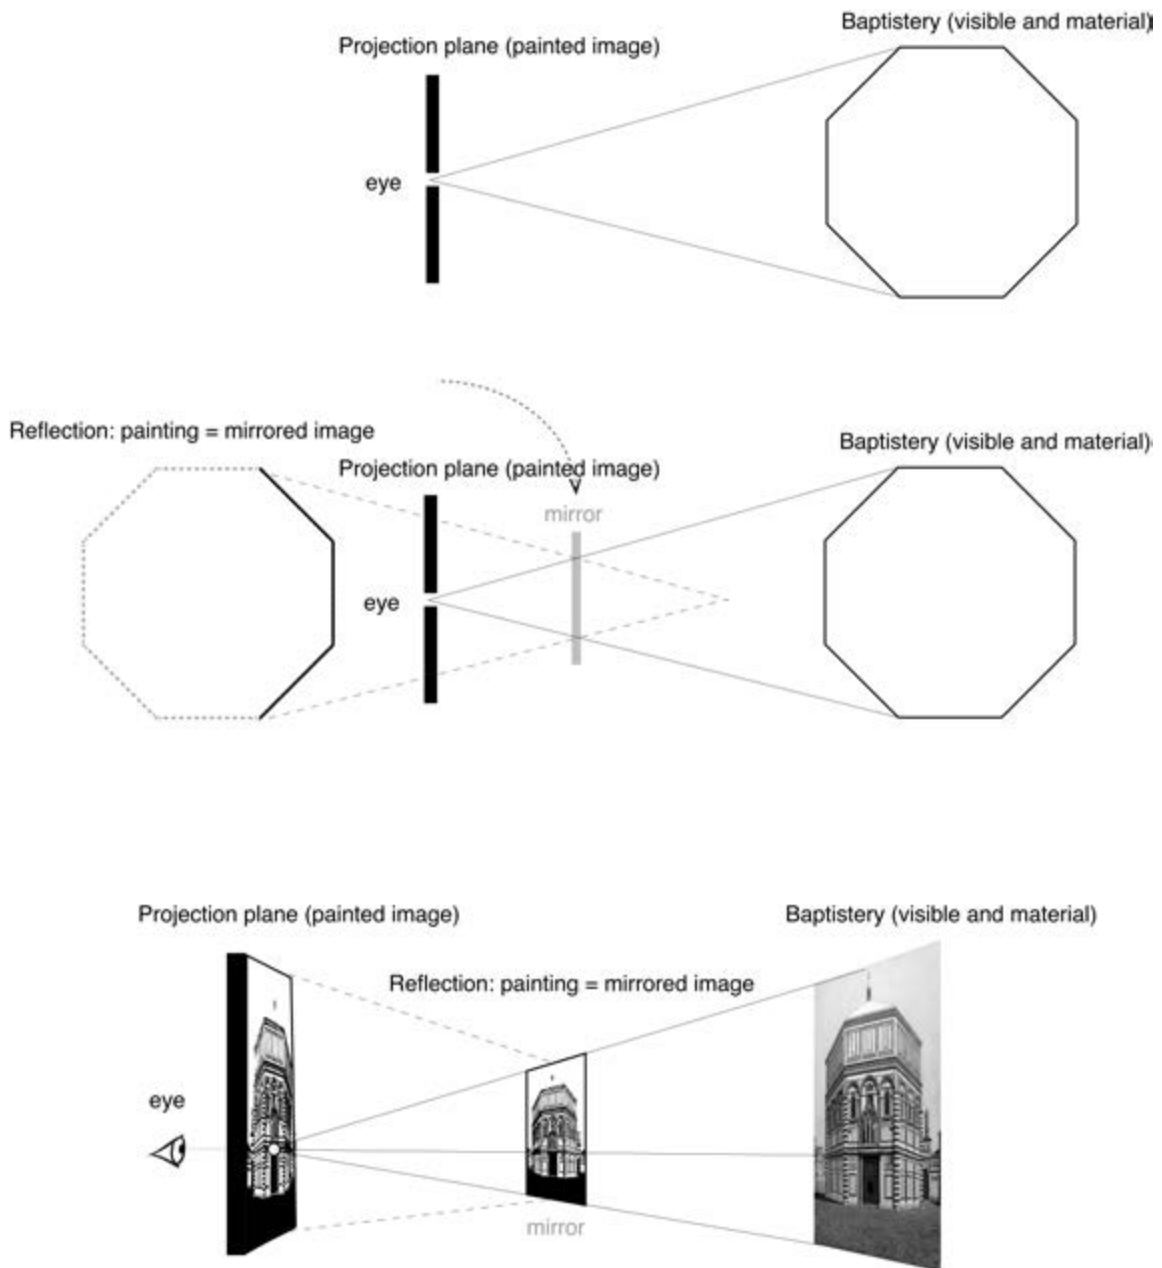 Baptistery (visible and material)
Projection plane (painted image)
eye
Reflection: painting = mirrored image
Baptistery (visible and material)
Projection plane (painted image)
mirror
eye
Projection plane (painted image)
Baptistery (visible and material)
Reflection: painting = mirrored image
eye
mirror